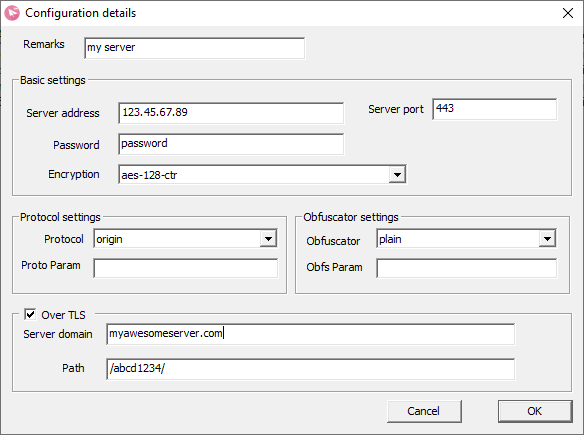 Configuration details
Remarks my server
Basic settings
Server address 123.45.67.89 Server port 443
Password password
Encryption aes-128-ctr
Protocol settings Obfuscator settings
Protocol origin Obfuscator plain
Proto Param Obfs Param
Over TLS
Server domain myawesomeserver.com
Path /abcd1234/
Cancel OK